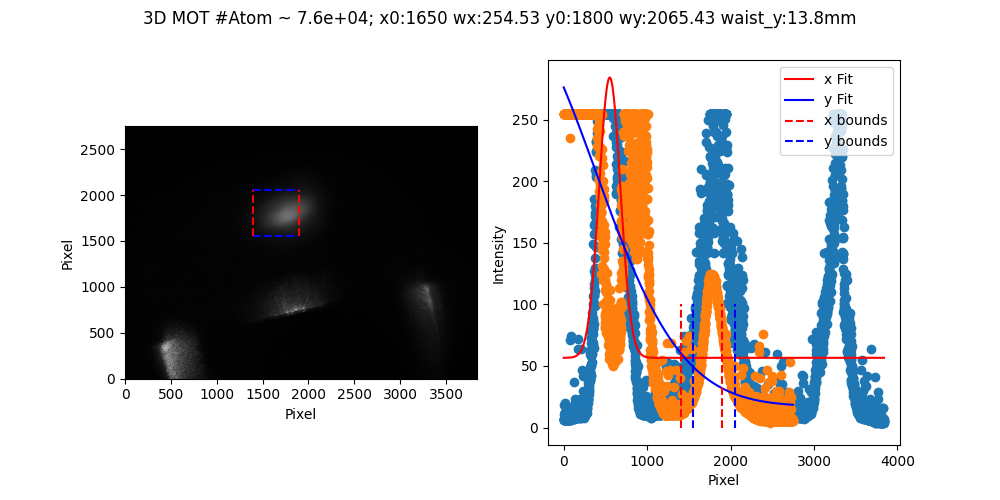 3D MOT #Atom ~ 7.6e+04; x0:1650 wx:254.53 y0:1800 wy:2065.43 waist_y:13.8mm
2500
2000
1500
1000
500
0
Pixel
0 500 1000 1500 2000 2500 3000 3500
Pixel
250
200
150
100
50
0
Intensity
x Fit
y Fit
x bounds
y bounds
0 1000 2000 3000 4000
Pixel